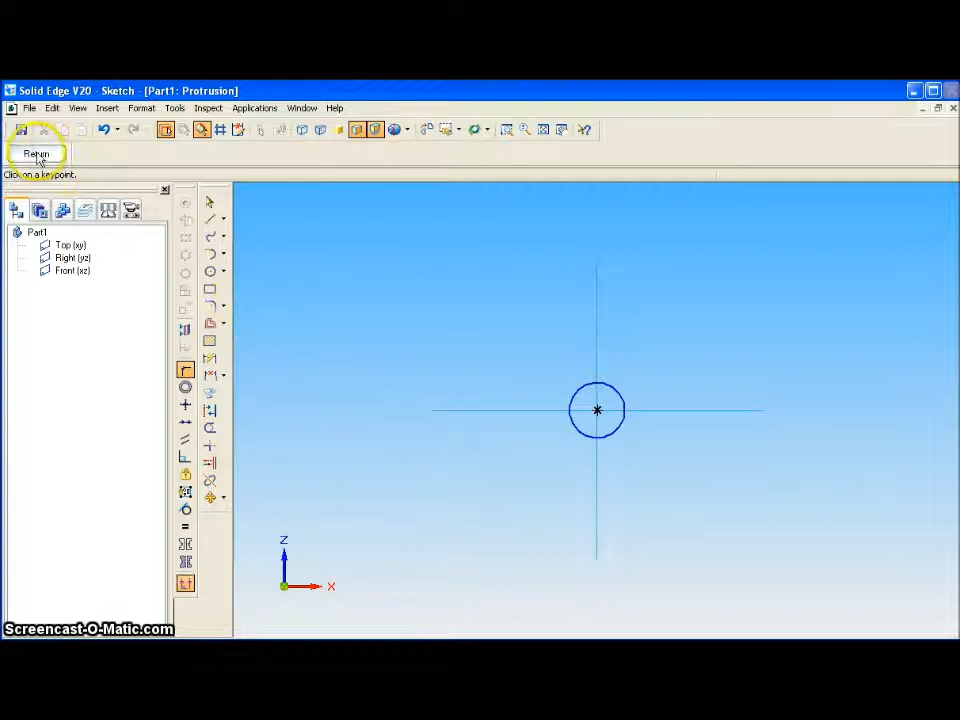 Solid Edge V20 - Sketch - [Part1: Protrusion]
File Edit View Insert Format Tools Inspect Applications Window Help
Return
Click on a keypoint.
Part1
Top (xy)
Right (yz)
Front (xz)
Z
X
Screencast-O-Matic.com